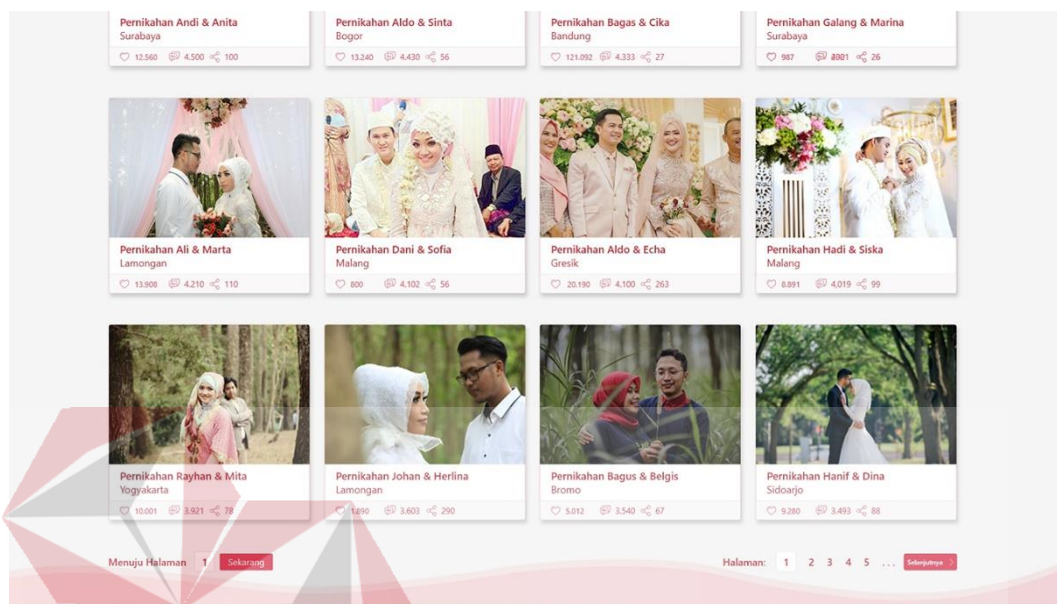 Pernikahan Andi & Anita
Surabaya
12.560 4.500 100
Pernikahan Aldo & Sinta
Bogor
13.240 4.430 56
Pernikahan Bagas & Cika
Bandung
121.092 4.333 27
Pernikahan Galang & Marina
Surabaya
987 26
Pernikahan Ali & Marta
Lamongan
13.908 4.210 110
Pernikahan Dani & Sofia
Malang
800 4.102 56
Pernikahan Aldo & Echa
Gresik
20.190 4.100 263
Pernikahan Hadi & Siska
Malang
8.891 4,019 99
Pernikahan Rayhan & Mita
Yogyakarta
10.001 3.921 78
Pernikahan Johan & Herlina
Lamongan
1.890 3.603 290
Pernikahan Bagus & Belgis
Bromo
5.012 3.540 67
Pernikahan Hanif & Dina
Sidoarjo
9.280 3.493 88
Menuju Halaman 1 Sekarang
Halaman: 1 2 3 4 5 ... Selanjutnya